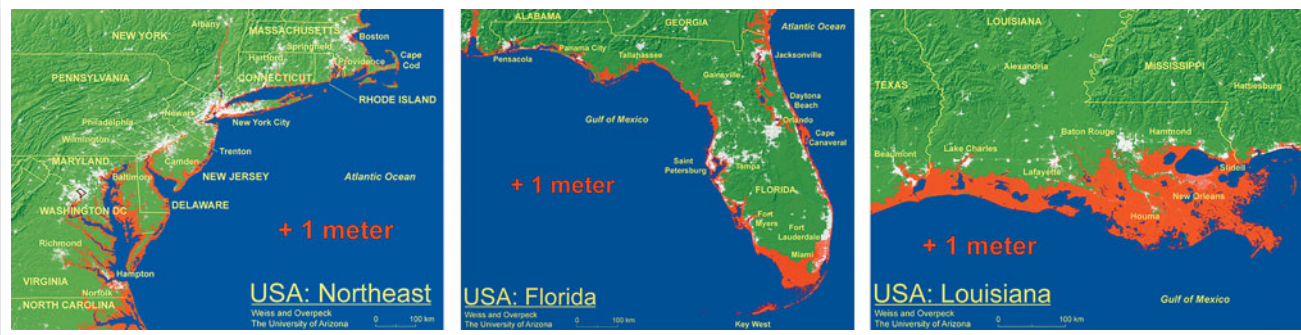 Albany
NEW YORK
MASSACHUSETTS
Boston
Springfield
Cape
Cod
Hartford
Providence
PENNSYLVANIA
CONNECTICUT
RHODE ISLAND
Newark
New York City
Philadelphia
Wilmington
Trenton
MARYLAND
Camden
NEW JERSEY
Baltimore
Atlantic Ocean
DELAWARE
WASHINGTON DC
+ 1 meter
Richmond
Hampton
VIRGINIA
Norfolk
NORTH CAROLINA
USA: Northeast
Weiss and Overpeck
The University of Arizona
0 100 km
ALABAMA
GEORGIA
Atlantic Ocean
Panama City
Tallahassee
Jacksonville
Pensacola
Gainsville
Daytona
Beach
Gulf of Mexico
Orlando
Cape
Canaveral
Saint
Petersburg
Tampa
+ 1 meter
FLORIDA
Fort
Myers
Fort
Lauderdale
Miami
USA: Florida
Weiss and Overpeck
The University of Arizona
0 100 km
Key West
LOUISIANA
MISSISSIPPI
Alexandria
TEXAS
Hattiesburg
Baton Rouge
Hammond
Beaumont
Lake Charles
Lafayette
Slidell
New Orleans
Houma
+ 1 meter
USA: Louisiana
Weiss and Overpeck
The University of Arizona
0 100 km
Gulf of Mexico